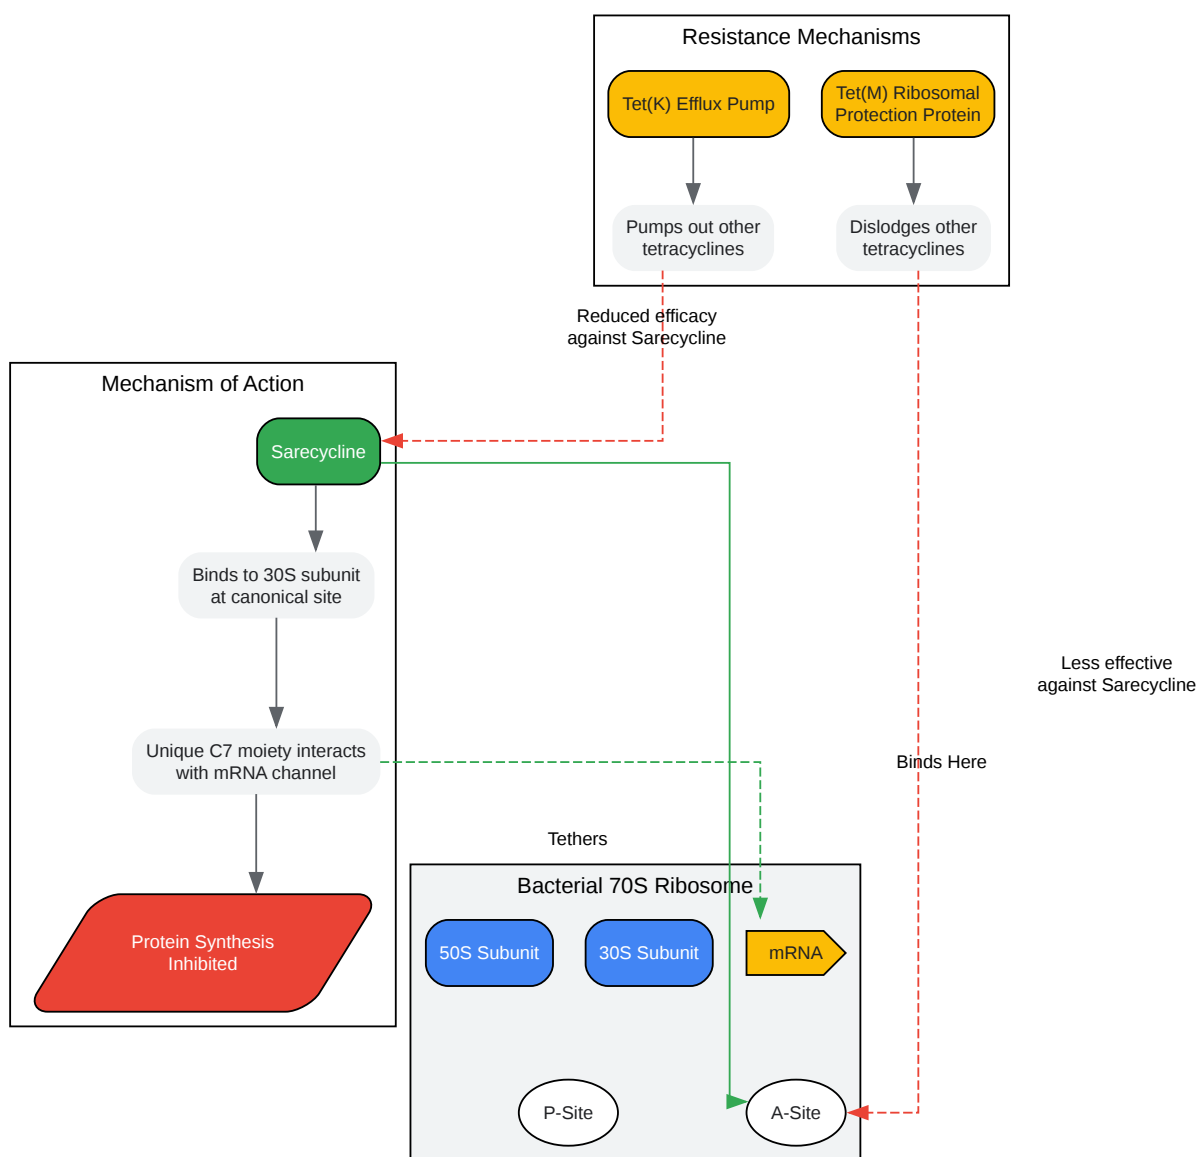 Resistance Mechanisms
Tet(K) Efflux Pump
Tet(M) Ribosomal
Protection Protein
Pumps out other
tetracyclines
Dislodges other
tetracyclines
Reduced efficacy
against Sarecycline
Mechanism of Action
Sarecycline
Binds to 30S subunit
at canonical site
Unique C7 moiety interacts
with mRNA channel
Protein Synthesis
Inhibited
Less effective
against Sarecycline
Binds Here
Tethers
Bacterial 70S Ribosome
50S Subunit
30S Subunit
mRNA
P-Site
A-Site